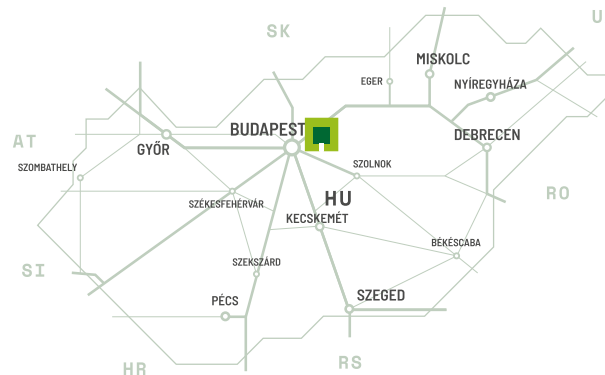 U
SK
MISKOLC
EGER
NYÍREGYHÁZA
BUDAPEST
DEBRECEN
AT
GYŐR
SZOMBATHELY
SZOLNOK
HU
RO
SZÉKESFEHÉRVÁR
KECSKEMÉT
BÉKÉSCABA
SZEKSZÁRD
SI
PÉCS
SZEGED
HR
RS